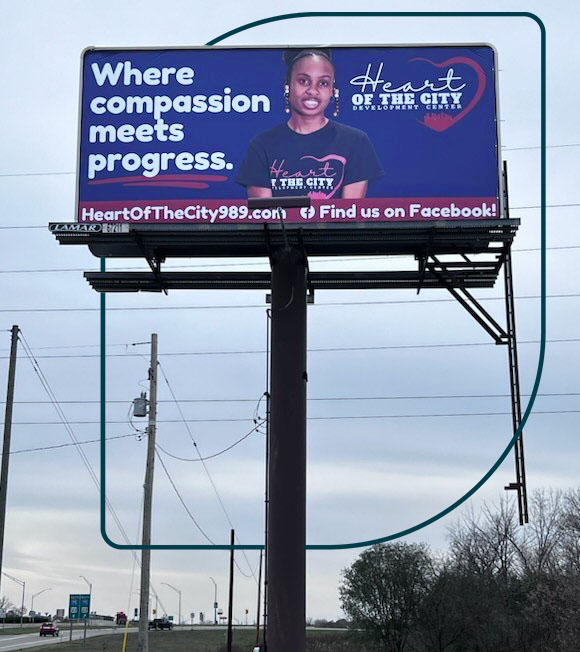 Where
compassion
meets
progress.
Heart
OF THE CITY
DEVELOPMENT CENTER
Heart
THE CITY
HeartOfTheCity989.com
Find us on Facebook!
LAMAR